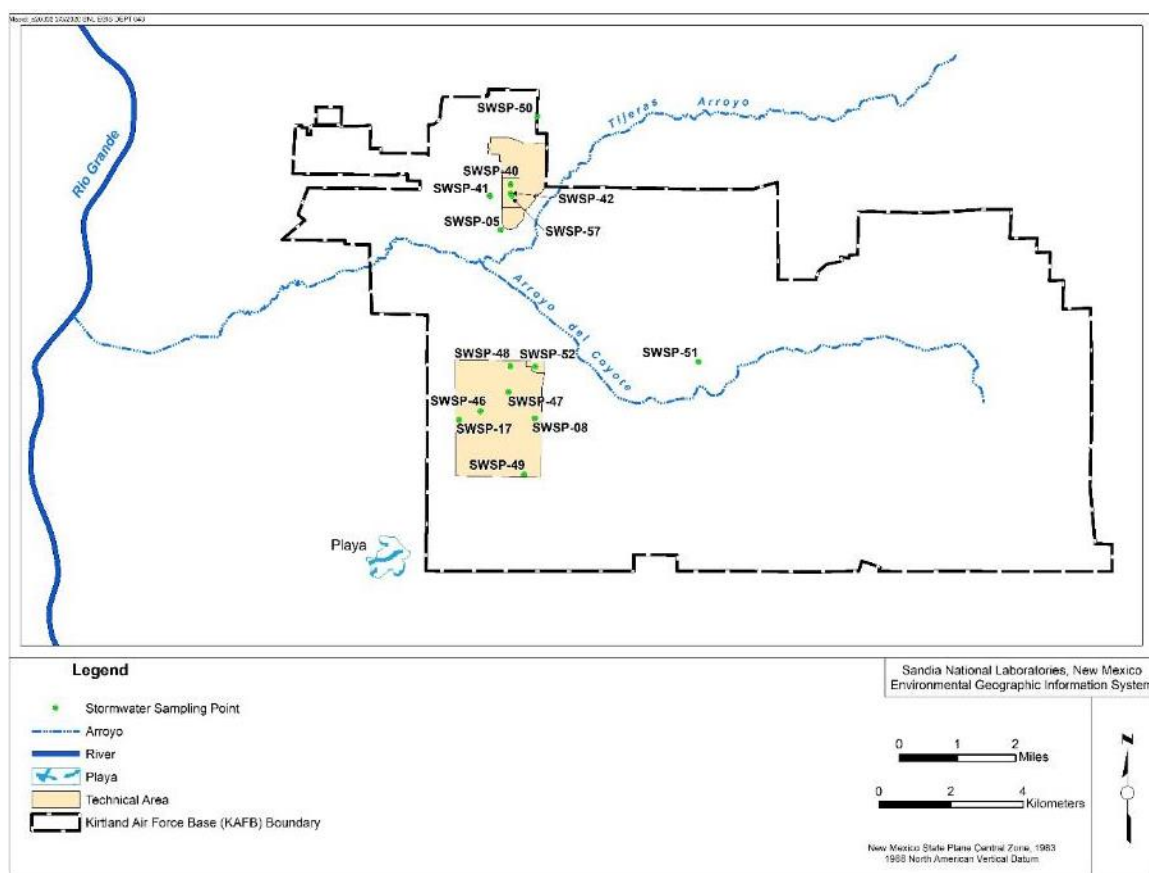 SWSP-50
Tijeras Arroyo
Rio Grande
SWSP-40
SWSP-41
SWSP-42
SWSP-05
SWSP-57
Arroyo del Coyote
SWSP-48
SWSP-52
SWSP-51
SWSP-46
SWSP-47
SWSP-17
SWSP-08
SWSP-49
Playa
Legend
Stormwater Sampling Point
Arroyo
River
Playa
Technical Area
Kirtland Air Force Base (KAFB) Boundary
Sandia National Laboratories, New Mexico
Environmental Geographic Information System
0 1 2
Miles
0 2 4
Kilometers
N
New Mexico State Plane Central Zone, 1983
1988 North American Vertical Datum